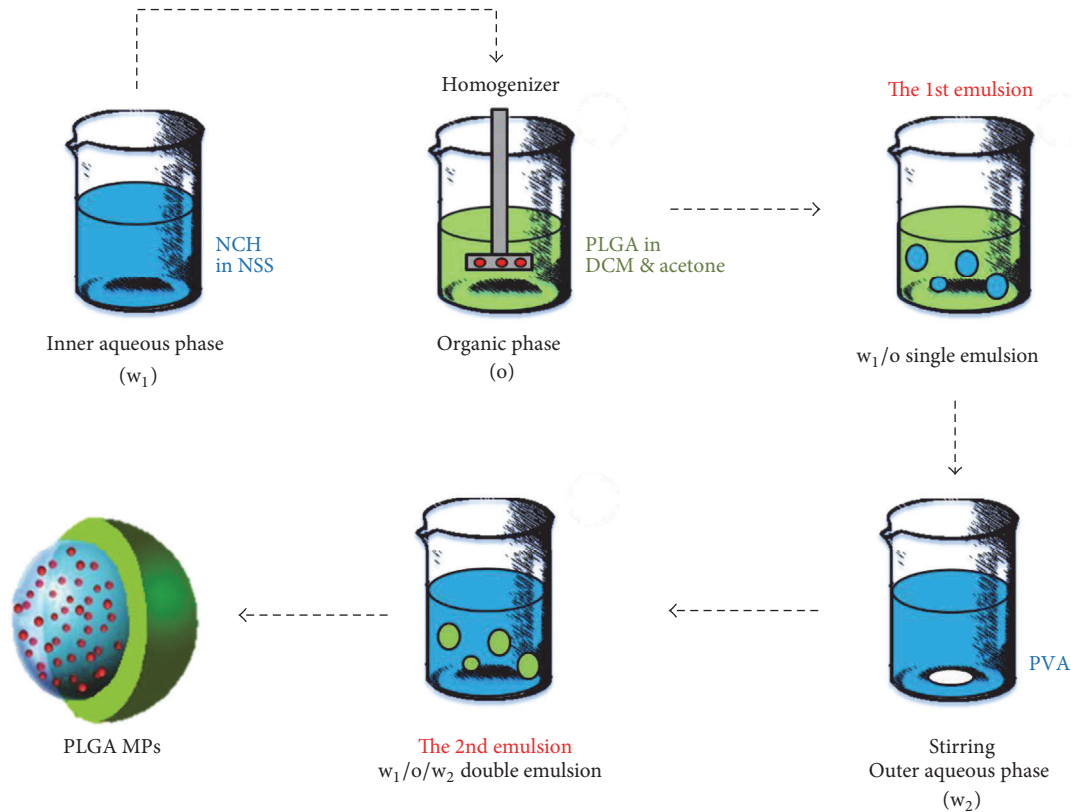 Homogenizer
The 1st emulsion
NCH
in NSS
PLGA in
DCM & acetone
Inner aqueous phase
(w₁)
Organic phase
(o)
w₁/o single emulsion
PVA
PLGA MPs
The 2nd emulsion
w₁/o/w₂ double emulsion
Stirring
Outer aqueous phase
(w₂)